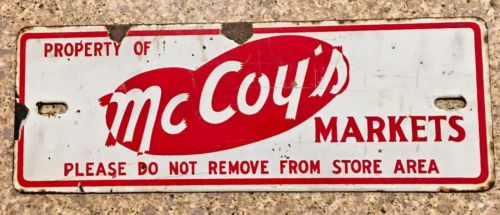 PROPERTY OF
McCoy's
MARKETS
PLEASE DO NOT REMOVE FROM STORE AREA